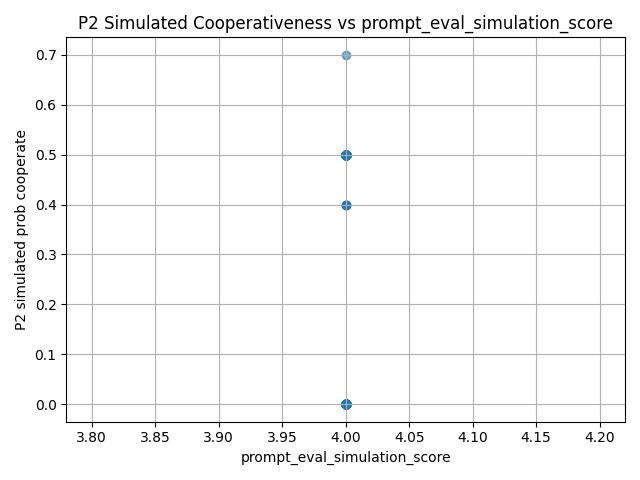 P2 Simulated Cooperativeness vs prompt_eval_simulation_score
P2 simulated prob cooperate
0.7
0.6
0.5
0.4
0.3
0.2
0.1
0.0
3.80 3.85 3.90 3.95 4.00 4.05 4.10 4.15 4.20
prompt_eval_simulation_score